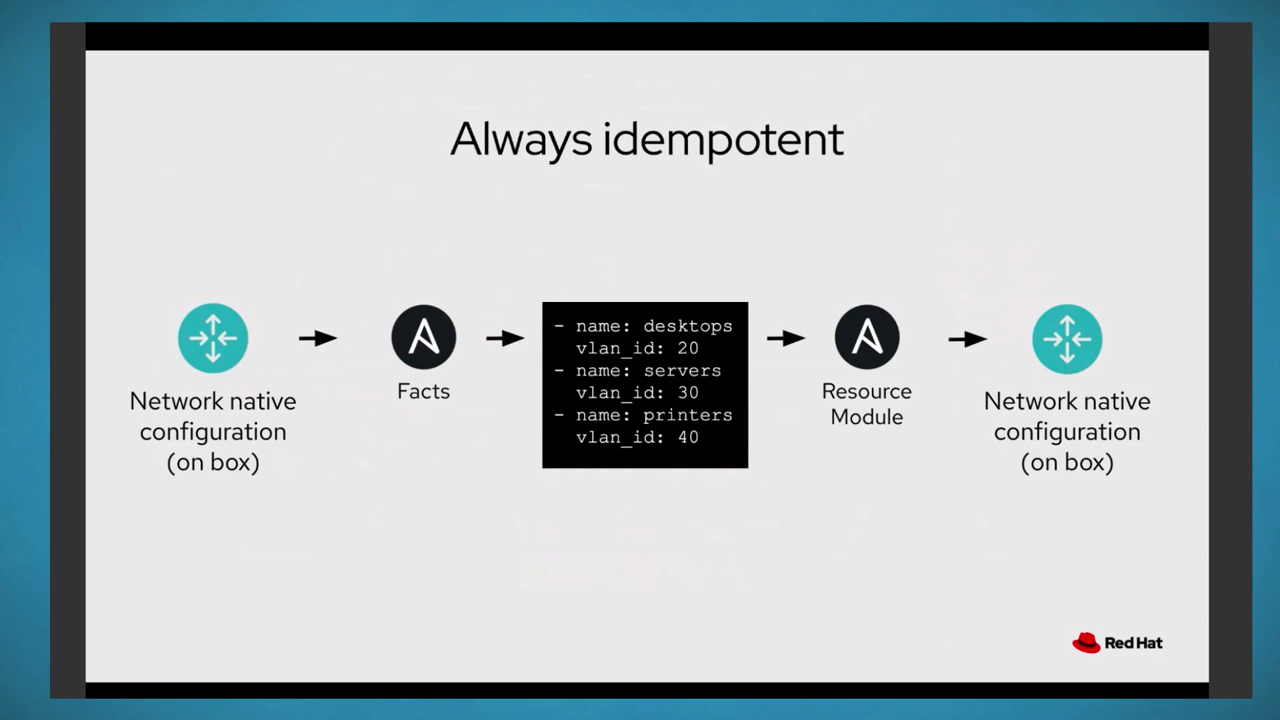 Always idempotent
Network native
configuration
(on box)
Facts
- name: desktops
vlan_id: 20
- name: servers
vlan_id: 30
- name: printers
vlan_id: 40
Resource
Module
Network native
configuration
(on box)
Red Hat